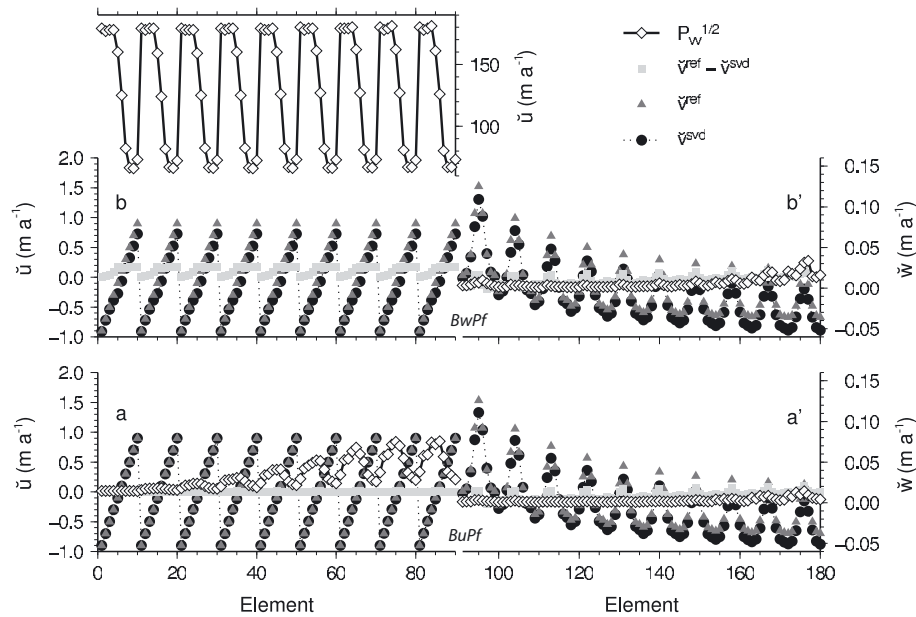 150
100
ŭ (m a⁻¹)
P_W^1/2
v̆^ref – v̆^svd
v̆^ref
v̆^svd
2.0
1.5
1.0
0.5
0.0
−0.5
−1.0
ŭ (m a⁻¹)
b
BwPf
b'
0.15
0.10
0.05
0.00
−0.05
w̆ (m a⁻¹)
2.0
1.5
1.0
0.5
0.0
−0.5
−1.0
ŭ (m a⁻¹)
a
BuPf
a'
0.15
0.10
0.05
0.00
−0.05
w̆ (m a⁻¹)
0 20 40 60 80 100 120 140 160 180
Element Element